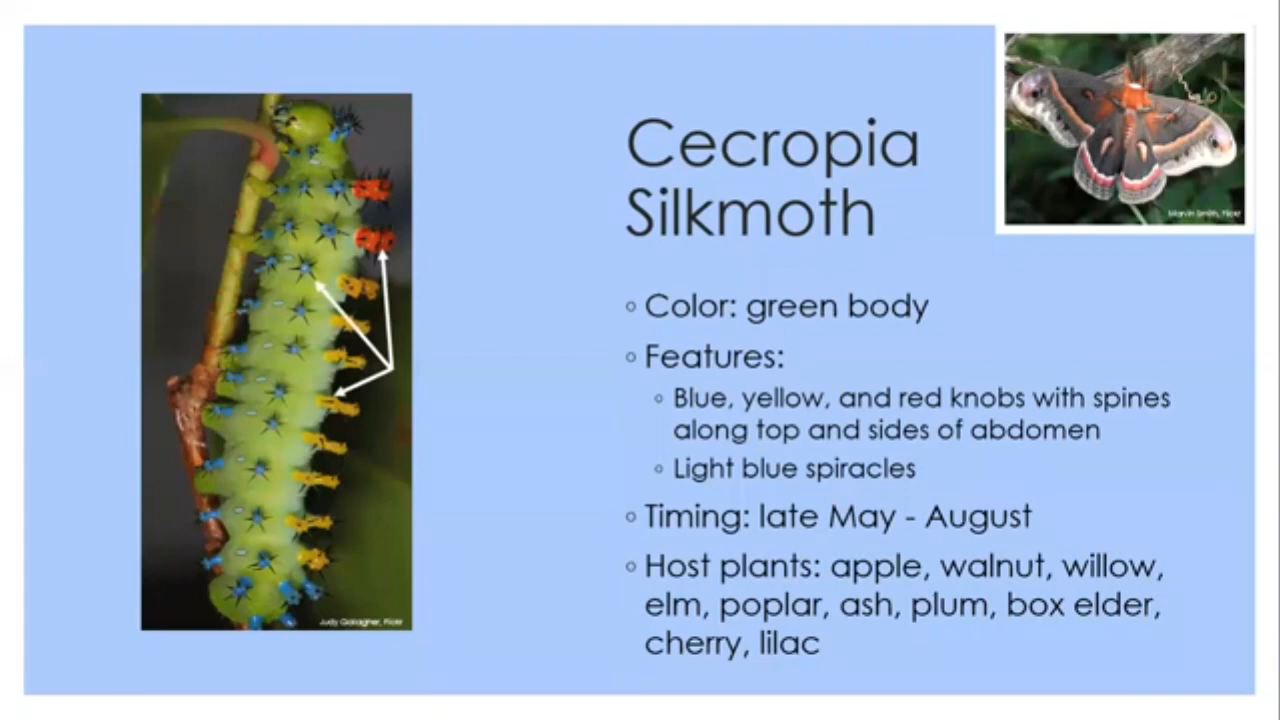 Cecropia
Silkmoth
Marvin Smith, Flickr
◦ Color: green body
◦ Features:
◦ Blue, yellow, and red knobs with spines
along top and sides of abdomen
◦ Light blue spiracles
◦ Timing: late May - August
◦ Host plants: apple, walnut, willow,
elm, poplar, ash, plum, box elder,
cherry, lilac
Judy Gallagher, Flickr